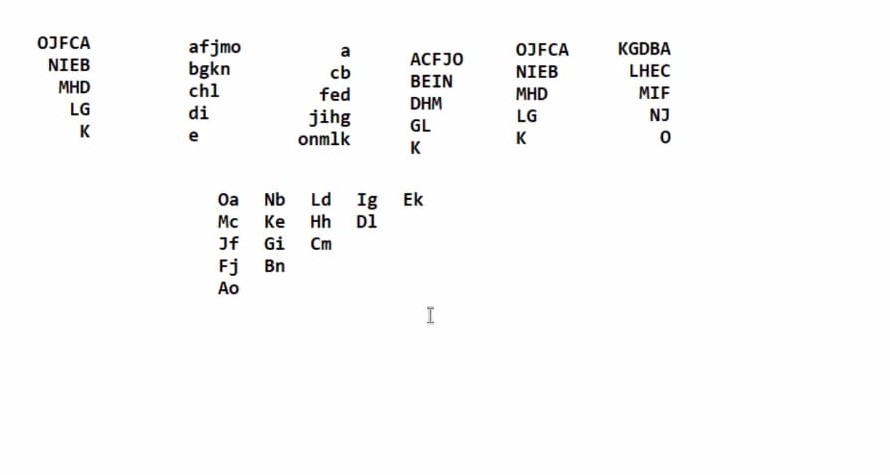 OJFCA
NIEB
MHD
LG
K
afjmo
bgkn
chl
di
e
a
cb
fed
jihg
onmlk
ACFJO
BEIN
DHM
GL
K
OJFCA
NIEB
MHD
LG
K
KGDBA
LHEC
MIF
NJ
O
Oa Nb Ld Ig Ek
Mc Ke Hh Dl
Jf Gi Cm
Fj Bn
Ao